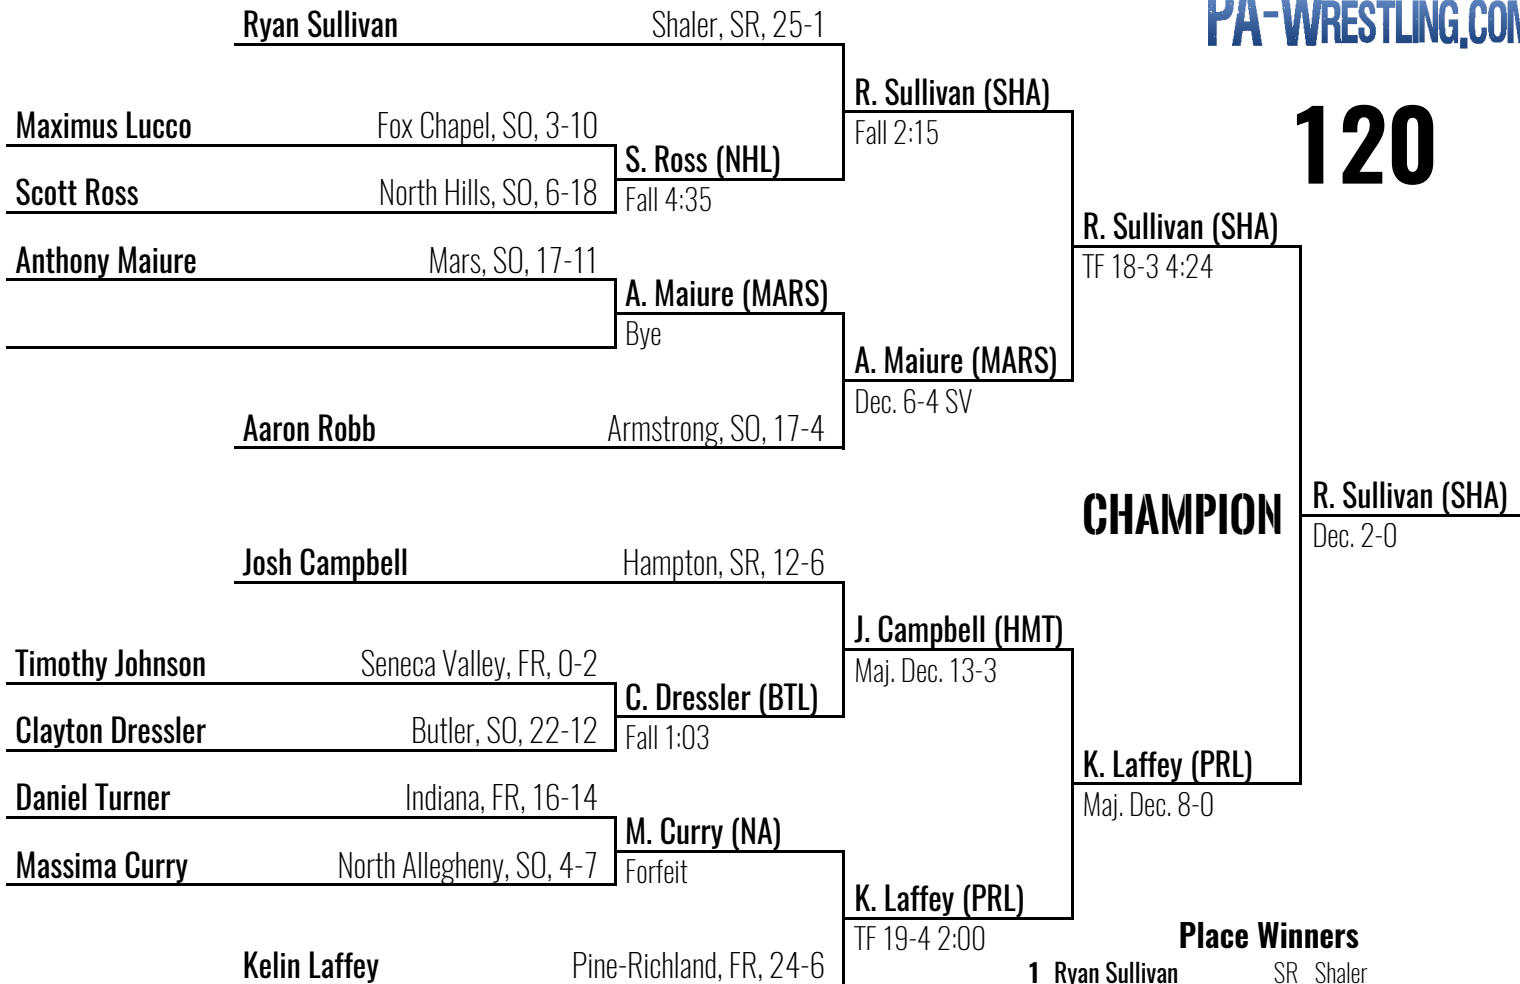 PA-WRESTLING.COM
120
Ryan Sullivan Shaler, SR, 25-1
R. Sullivan (SHA)
Fall 2:15
Maximus Lucco Fox Chapel, SO, 3-10
S. Ross (NHL)
Fall 4:35
Scott Ross North Hills, SO, 6-18
R. Sullivan (SHA)
TF 18-3 4:24
Anthony Maiure Mars, SO, 17-11
A. Maiure (MARS)
Bye
A. Maiure (MARS)
Dec. 6-4 SV
Aaron Robb Armstrong, SO, 17-4
CHAMPION
R. Sullivan (SHA)
Dec. 2-0
Josh Campbell Hampton, SR, 12-6
J. Campbell (HMT)
Maj. Dec. 13-3
Timothy Johnson Seneca Valley, FR, 0-2
C. Dressler (BTL)
Fall 1:03
Clayton Dressler Butler, SO, 22-12
K. Laffey (PRL)
Maj. Dec. 8-0
Daniel Turner Indiana, FR, 16-14
M. Curry (NA)
Forfeit
Massima Curry North Allegheny, SO, 4-7
K. Laffey (PRL)
TF 19-4 2:00
Kelin Laffey Pine-Richland, FR, 24-6
Place Winners
1 Ryan Sullivan SR Shaler